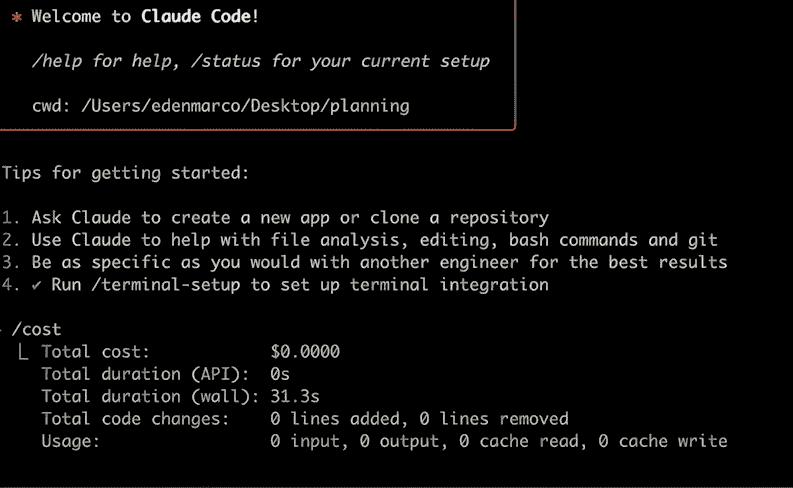 * Welcome to Claude Code!
/help for help, /status for your current setup
cwd: /Users/edenmarco/Desktop/planning
Tips for getting started:
1. Ask Claude to create a new app or clone a repository
2. Use Claude to help with file analysis, editing, bash commands and git
3. Be as specific as you would with another engineer for the best results
4. ✔ Run /terminal-setup to set up terminal integration
/cost
⎿ Total cost: $0.0000
Total duration (API): 0s
Total duration (wall): 31.3s
Total code changes: 0 lines added, 0 lines removed
Usage: 0 input, 0 output, 0 cache read, 0 cache write